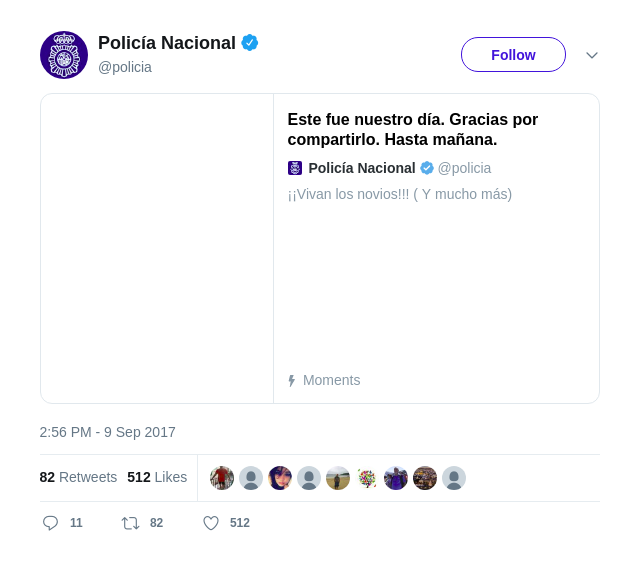 Policía Nacional
@policia
Follow
Este fue nuestro día. Gracias por
compartirlo. Hasta mañana.
Policía Nacional @policia
¡¡Vivan los novios!!! ( Y mucho más)
Moments
2:56 PM - 9 Sep 2017
82 Retweets 512 Likes
11 82 512